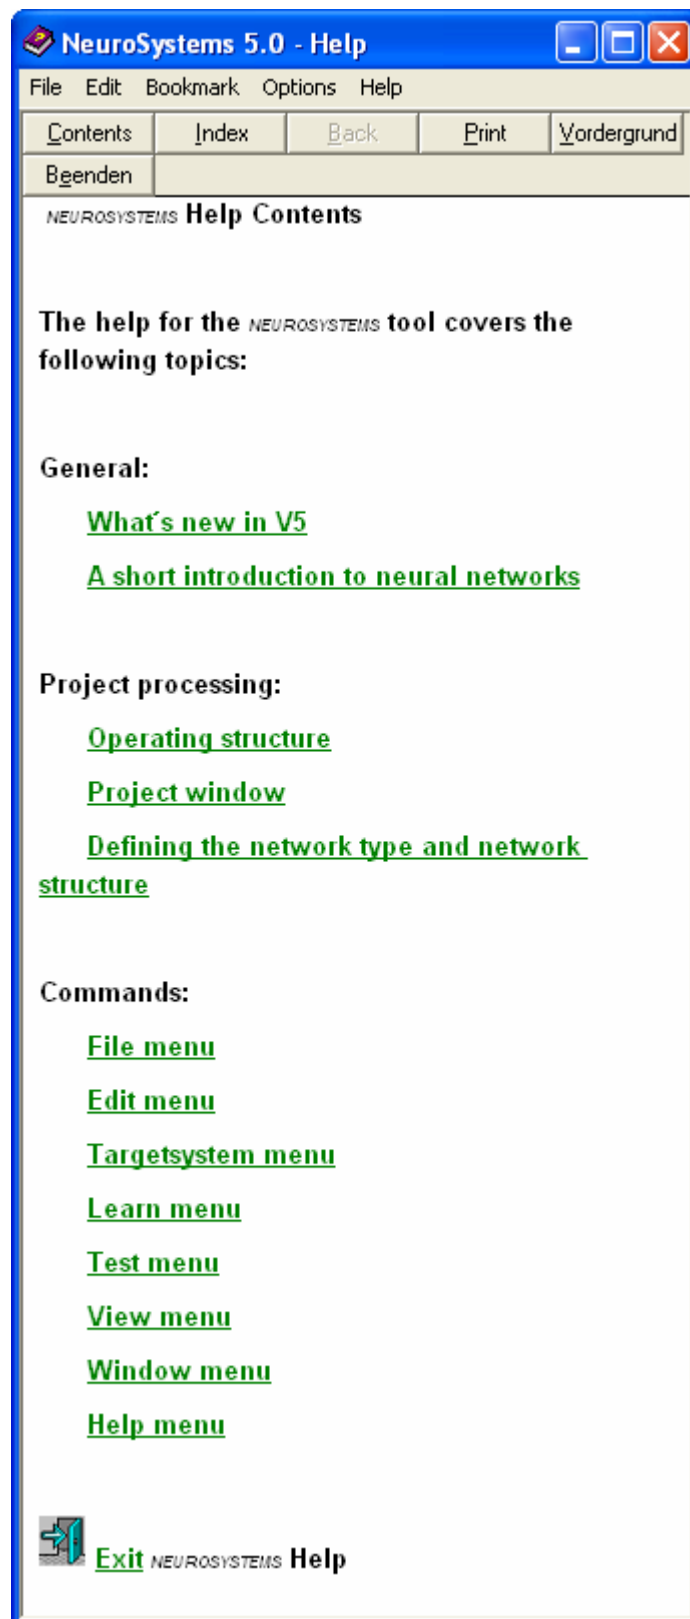 NeuroSystems 5.0 - Help
File Edit Bookmark Options Help
Contents Index Back Print Vordergrund
Beenden
NEUROSYSTEMS Help Contents
The help for the NEUROSYSTEMS tool covers the
following topics:
General:
What´s new in V5
A short introduction to neural networks
Project processing:
Operating structure
Project window
Defining the network type and network
structure
Commands:
File menu
Edit menu
Targetsystem menu
Learn menu
Test menu
View menu
Window menu
Help menu
Exit NEUROSYSTEMS Help